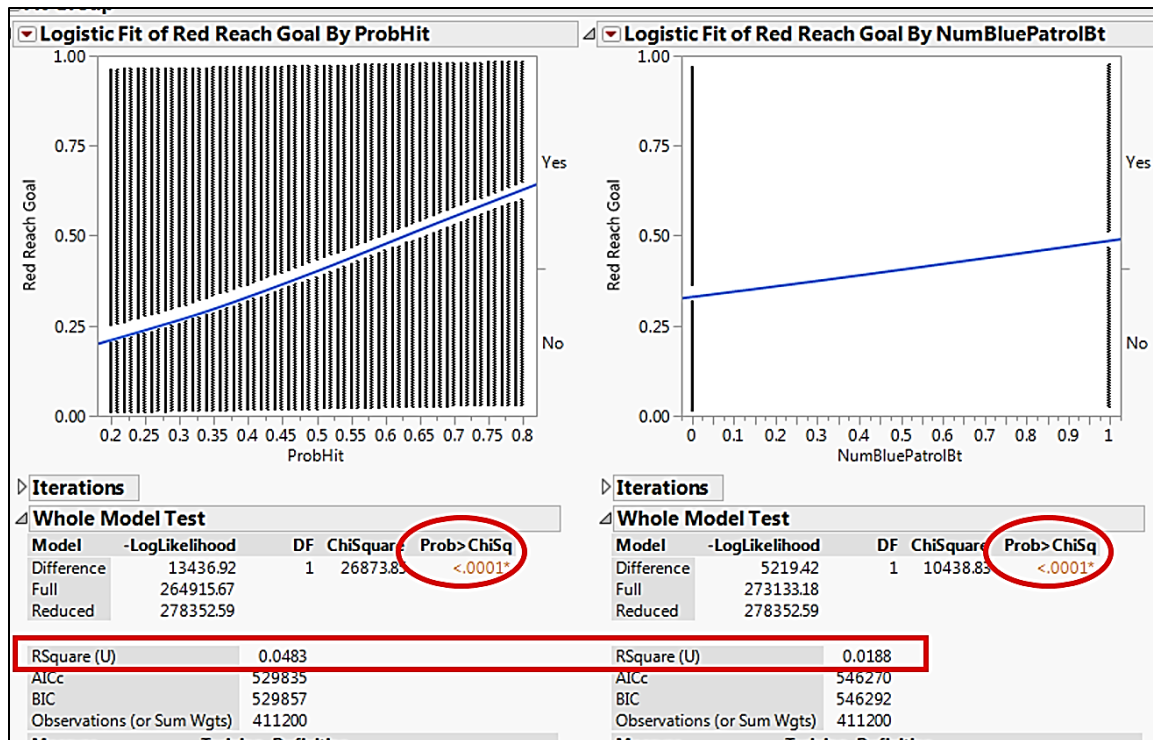 Logistic Fit of Red Reach Goal By ProbHit
1.00
0.75
0.50
0.25
0.00
Red Reach Goal
Yes
No
0.2 0.25 0.3 0.35 0.4 0.45 0.5 0.55 0.6 0.65 0.7 0.75 0.8
ProbHit
Iterations
Whole Model Test
Model -LogLikelihood DF ChiSquare Prob>ChiSq
Difference 13436.92 1 26873.85 <.0001*
Full 264915.67
Reduced 278352.59
RSquare (U) 0.0483
AICc 529835
BIC 529857
Observations (or Sum Wgts) 411200
Logistic Fit of Red Reach Goal By NumBluePatrolBt
1.00
0.75
0.50
0.25
0.00
Red Reach Goal
Yes
No
0 0.1 0.2 0.3 0.4 0.5 0.6 0.7 0.8 0.9 1
NumBluePatrolBt
Iterations
Whole Model Test
Model -LogLikelihood DF ChiSquare Prob>ChiSq
Difference 5219.42 1 10438.83 <.0001*
Full 273133.18
Reduced 278352.59
RSquare (U) 0.0188
AICc 546270
BIC 546292
Observations (or Sum Wgts) 411200